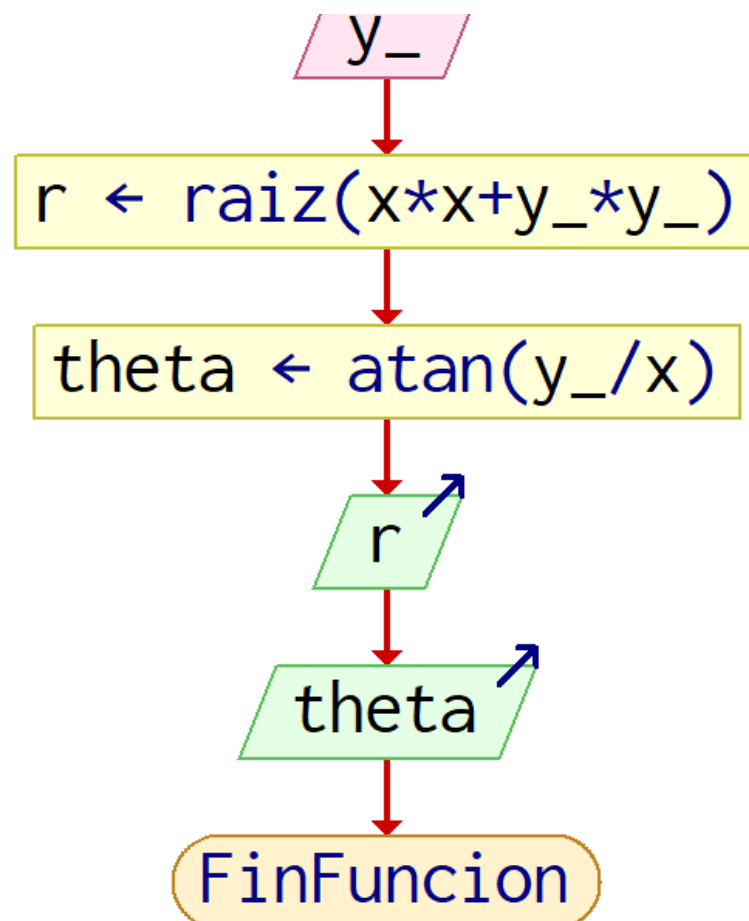 y_
r ← raiz(x*x+y_*y_)
theta ← atan(y_/x)
r
theta
FinFuncion